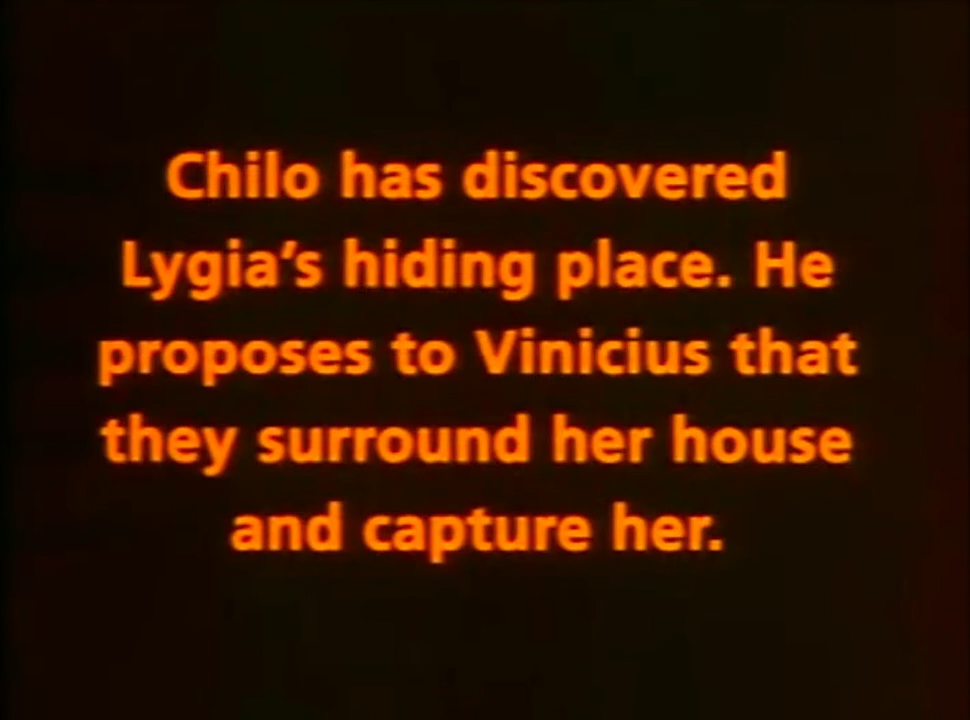 Chilo has discovered
Lygia’s hiding place. He
proposes to Vinicius that
they surround her house
and capture her.